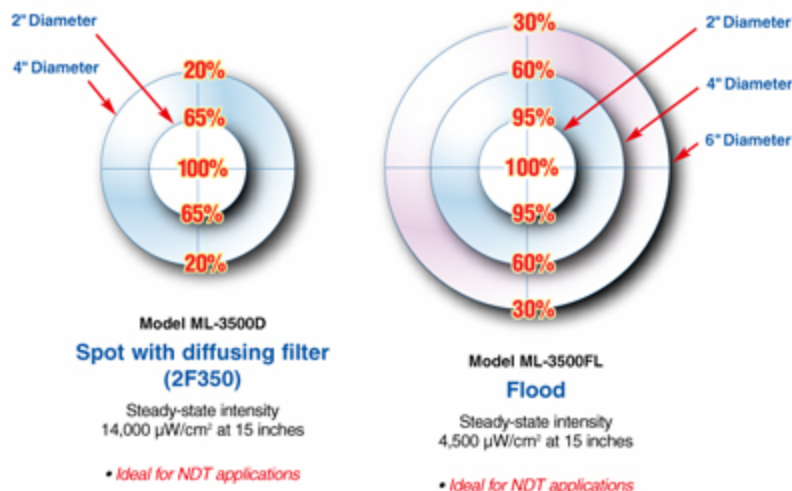 2" Diameter
4" Diameter
20%
65%
100%
65%
20%
Model ML-3500D
Spot with diffusing filter
(2F350)
Steady-state intensity
14,000 µW/cm² at 15 inches
• Ideal for NDT applications
30%
60%
95%
100%
95%
60%
30%
2" Diameter
4" Diameter
6" Diameter
Model ML-3500FL
Flood
Steady-state intensity
4,500 µW/cm² at 15 inches
• Ideal for NDT applications